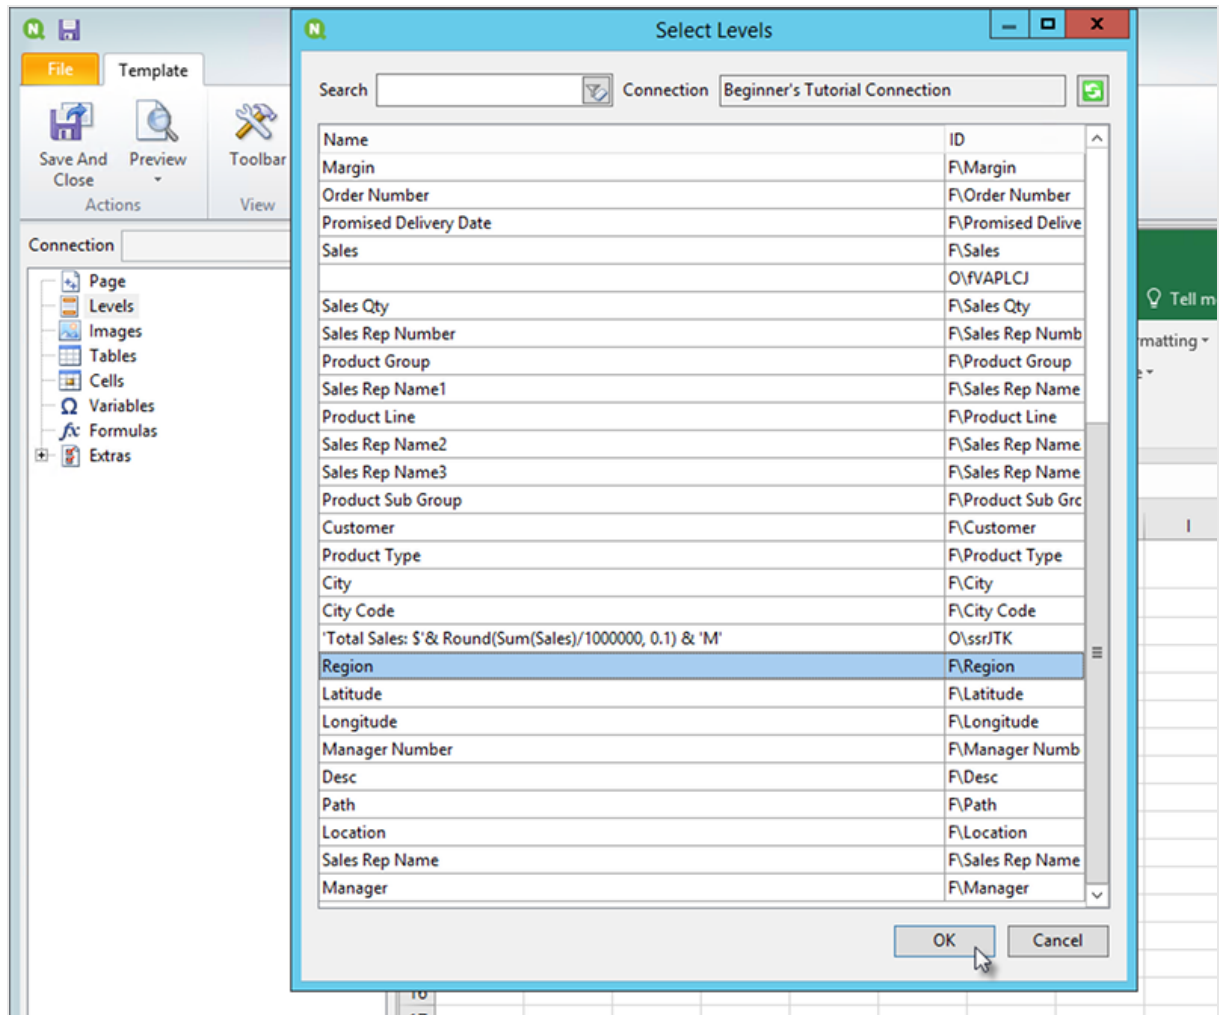 Select Levels
File
Template
Save And Close
Preview
Toolbar
Actions
View
Connection
Page
Levels
Images
Tables
Cells
Variables
Formulas
Extras
Search
Connection
Beginner's Tutorial Connection
Name ID
Margin F\Margin
Order Number F\Order Number
Promised Delivery Date F\Promised Delive
Sales F\Sales
O\fVAPLCJ
Sales Qty F\Sales Qty
Sales Rep Number F\Sales Rep Numb
Product Group F\Product Group
Sales Rep Name1 F\Sales Rep Name
Product Line F\Product Line
Sales Rep Name2 F\Sales Rep Name
Sales Rep Name3 F\Sales Rep Name
Product Sub Group F\Product Sub Grc
Customer F\Customer
Product Type F\Product Type
City F\City
City Code F\City Code
'Total Sales: $'& Round(Sum(Sales)/1000000, 0.1) & 'M' O\ssrJTK
Region F\Region
Latitude F\Latitude
Longitude F\Longitude
Manager Number F\Manager Numb
Desc F\Desc
Path F\Path
Location F\Location
Sales Rep Name F\Sales Rep Name
Manager F\Manager
OK
Cancel
Tell m
matting
I